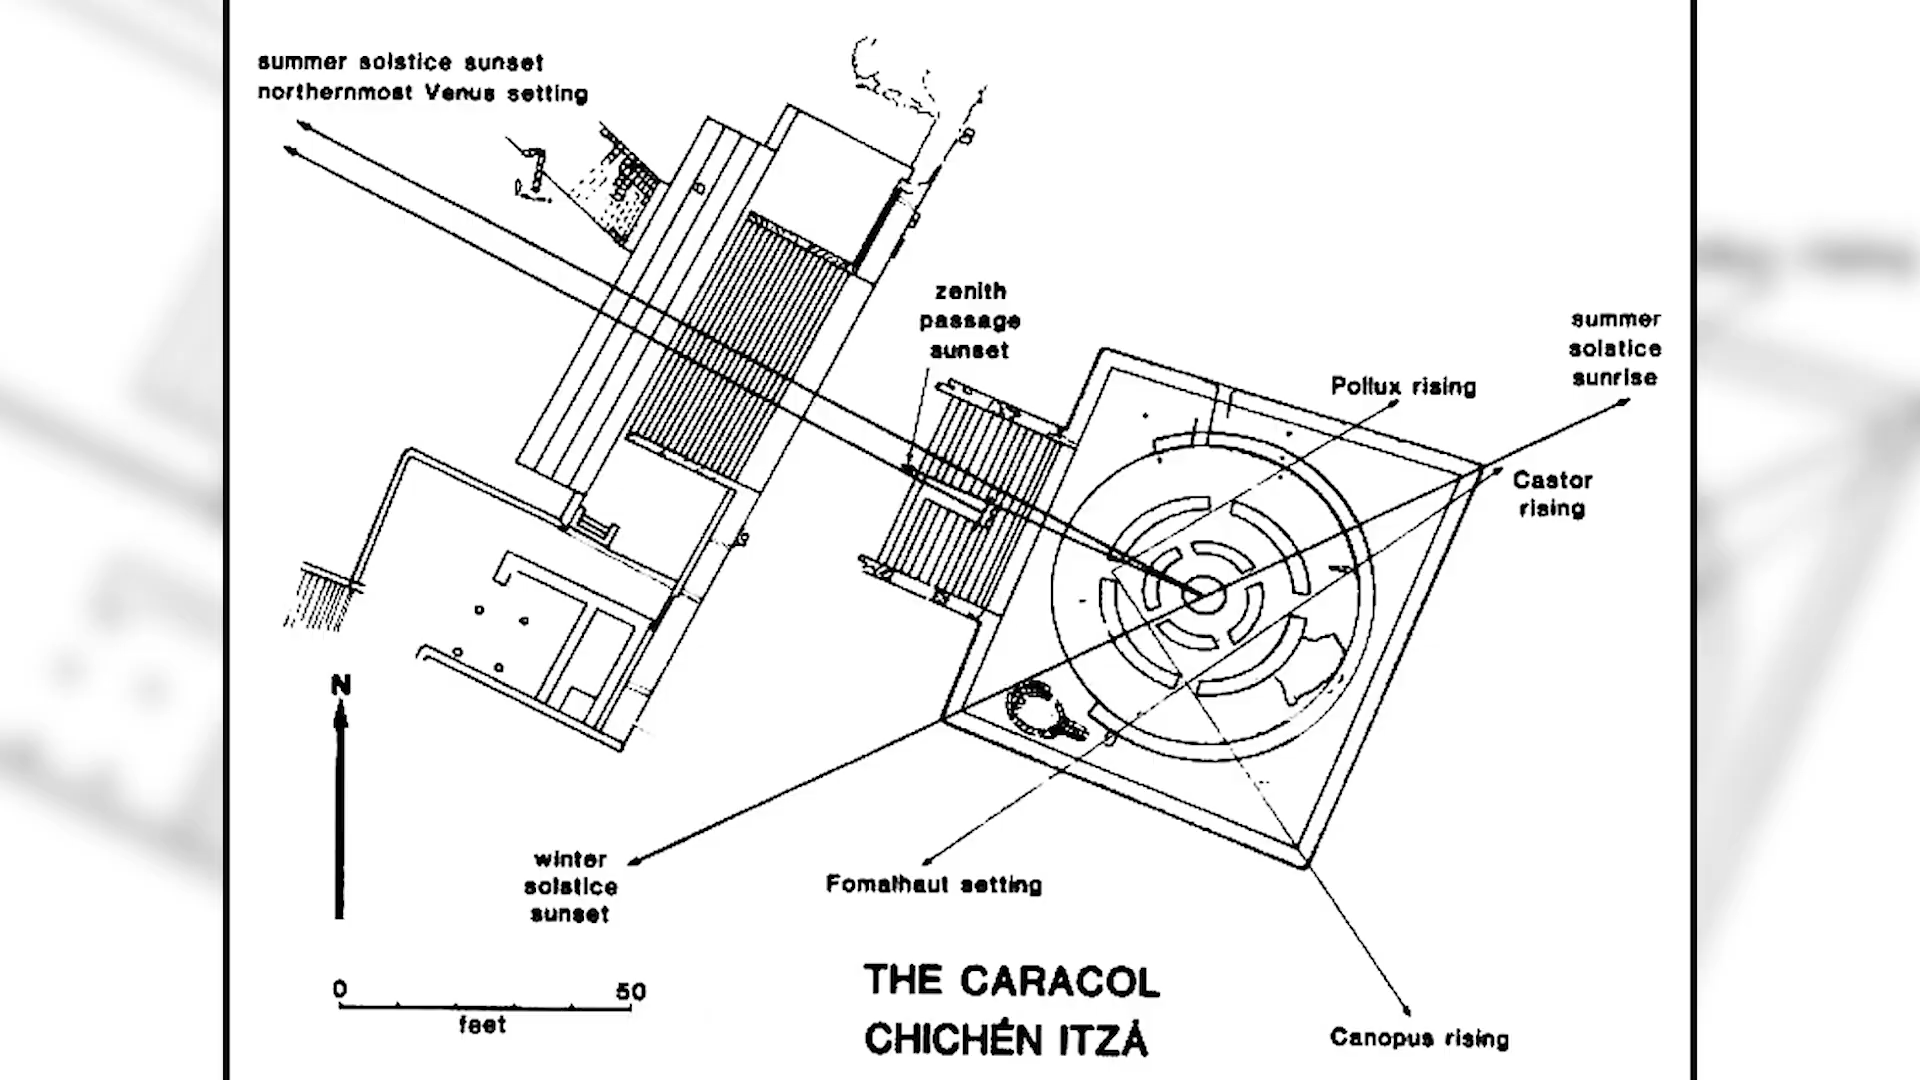 summer solstice sunset
northernmost Venus setting
zenith
passage
sunset
summer
solstice
sunrise
Pollux rising
Castor
rising
N
winter
solstice
sunset
Fomalhaut setting
0 50
feet
THE CARACOL
CHICHÉN ITZÁ
Canopus rising